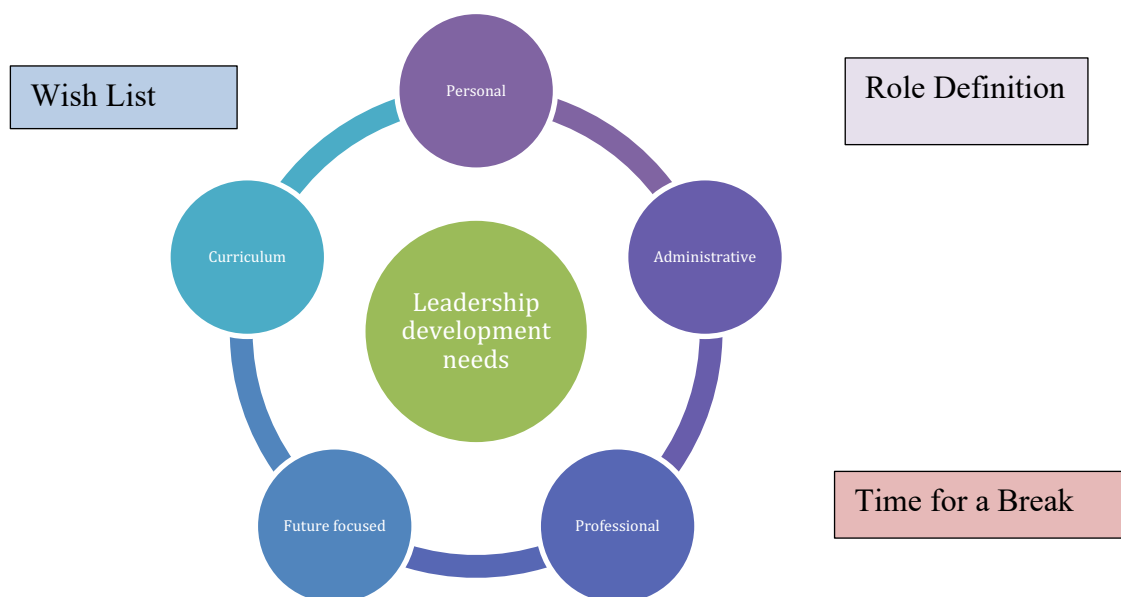 Personal
Wish List
Role Definition
Curriculum
Administrative
Leadership
development
needs
Future focused
Professional
Time for a Break